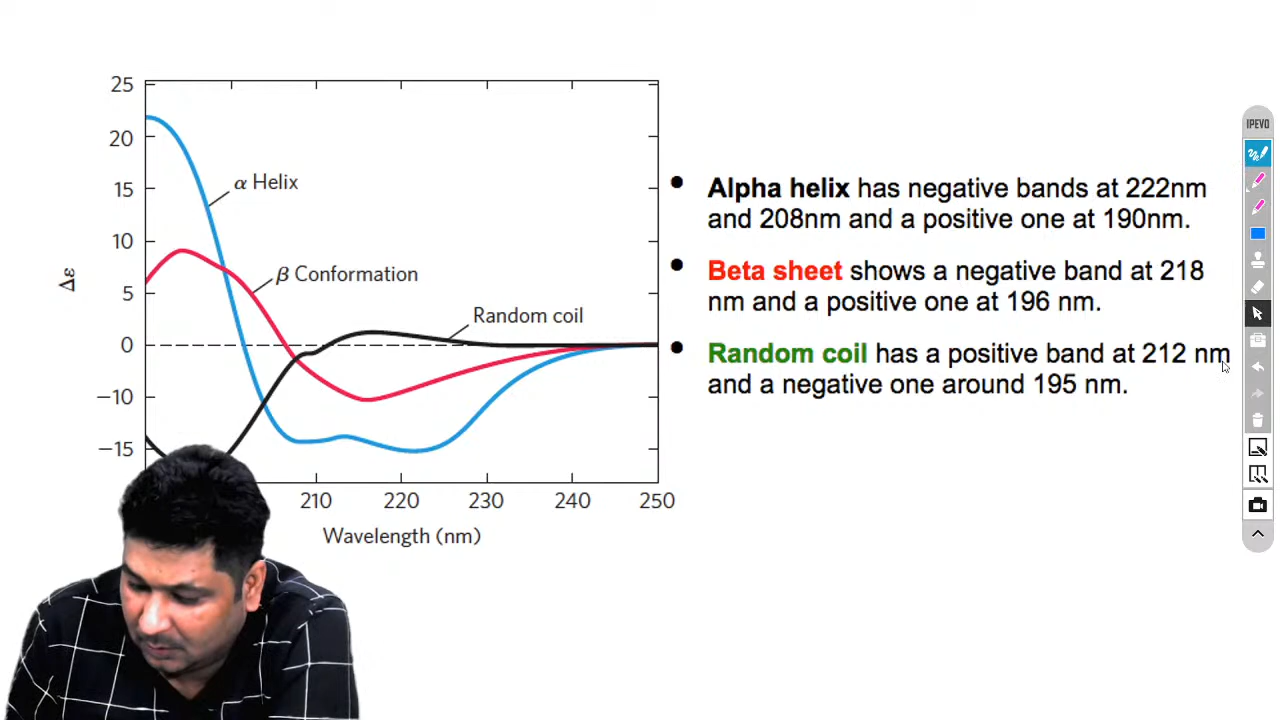 25
20
15
10
5
0
−10
−15
Δε
α Helix
β Conformation
Random coil
210 220 230 240 250
Wavelength (nm)
• Alpha helix has negative bands at 222nm
and 208nm and a positive one at 190nm.
• Beta sheet shows a negative band at 218
nm and a positive one at 196 nm.
• Random coil has a positive band at 212 nm
and a negative one around 195 nm.
IPEVO